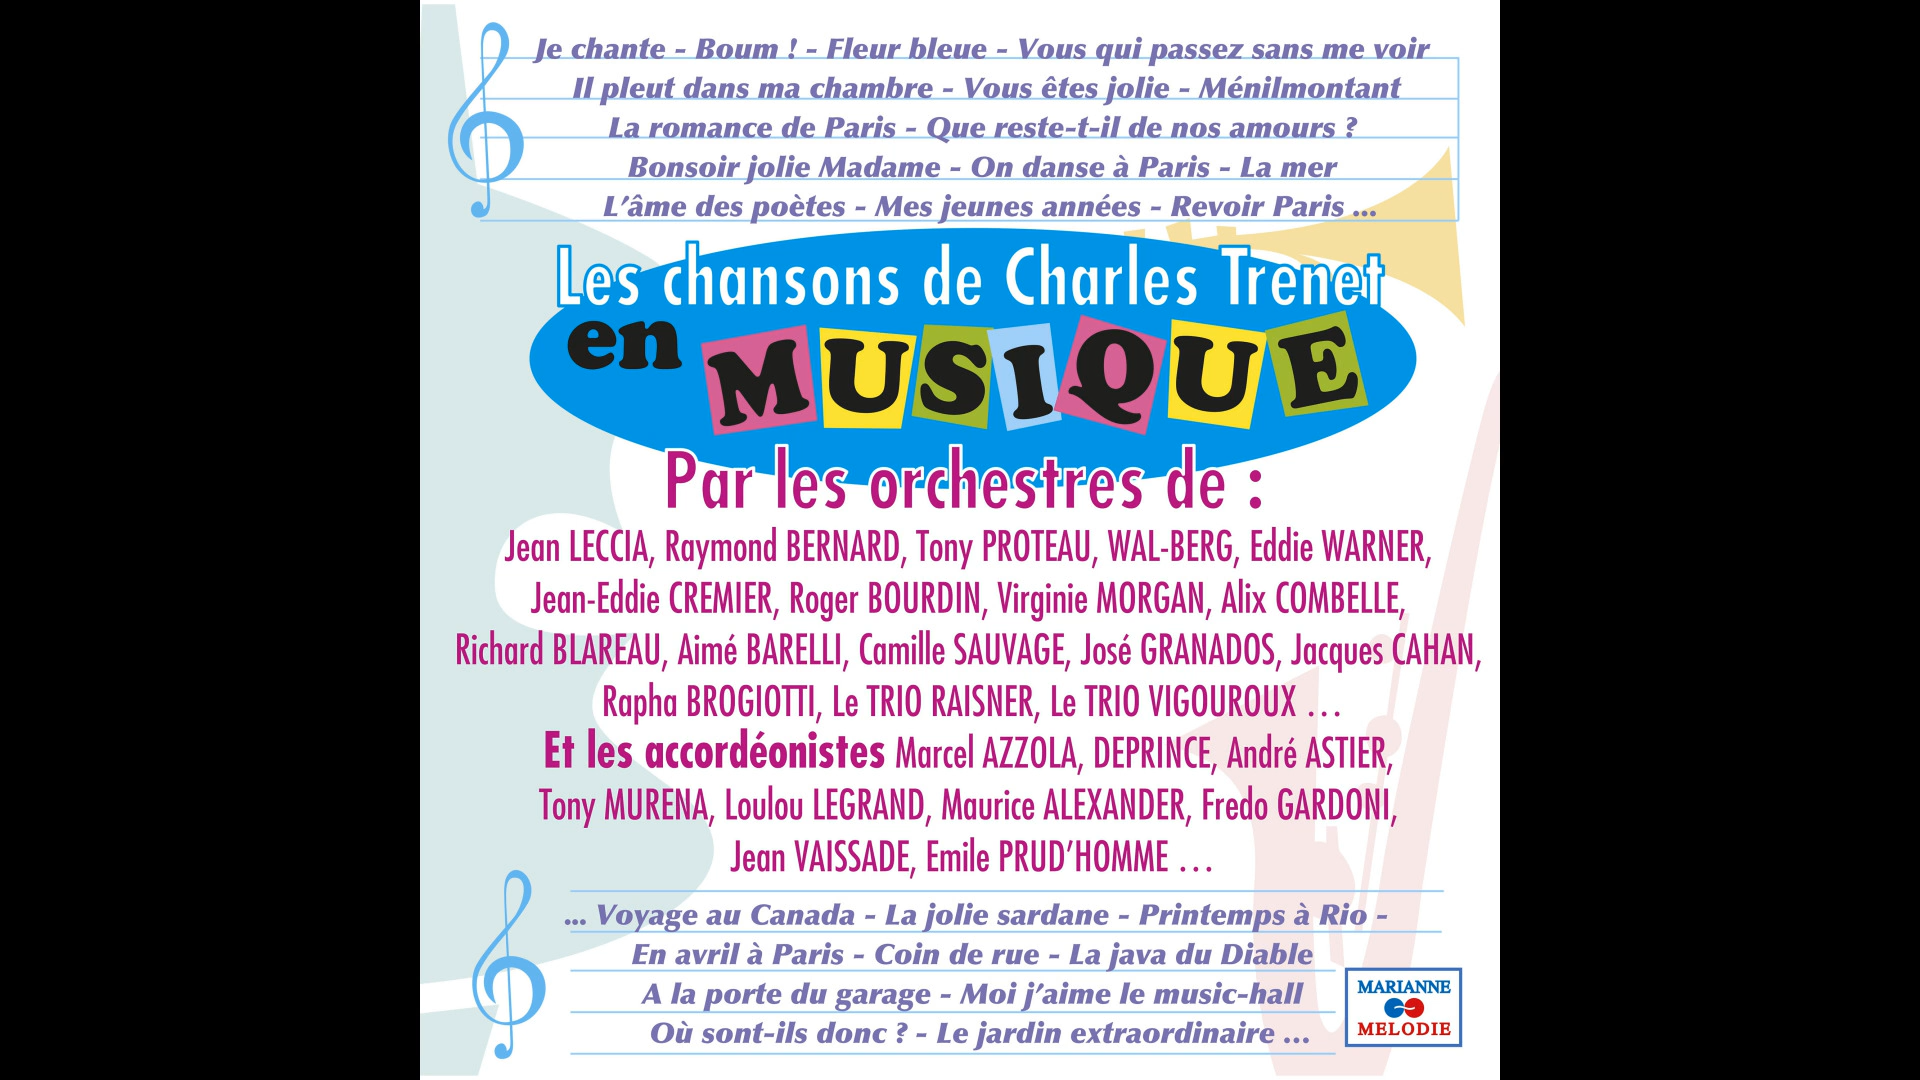 Je chante - Boum ! - Fleur bleue - Vous qui passez sans me voir
Il pleut dans ma chambre - Vous êtes jolie - Ménilmontant
La romance de Paris - Que reste-t-il de nos amours ?
Bonsoir jolie Madame - On danse à Paris - La mer
L'âme des poètes - Mes jeunes années - Revoir Paris ...
Les chansons de Charles Trenet
en MUSIQUE
Par les orchestres de :
Jean LECCIA, Raymond BERNARD, Tony PROTEAU, WAL-BERG, Eddie WARNER,
Jean-Eddie CREMIER, Roger BOURDIN, Virginie MORGAN, Alix COMBELLE,
Richard BLAREAU, Aimé BARELLI, Camille SAUVAGE, José GRANADOS, Jacques CAHAN,
Rapha BROGIOTTI, Le TRIO RAISNER, Le TRIO VIGOUROUX ...
Et les accordéonistes Marcel AZZOLA, DEPRINCE, André ASTIER,
Tony MURENA, Loulou LEGRAND, Maurice ALEXANDER, Fredo GARDONI,
Jean VAISSADE, Emile PRUD'HOMME ...
... Voyage au Canada - La jolie sardane - Printemps à Rio -
En avril à Paris - Coin de rue - La java du Diable
A la porte du garage - Moi j'aime le music-hall
Où sont-ils donc ? - Le jardin extraordinaire ...
MARIANNE
MELODIE